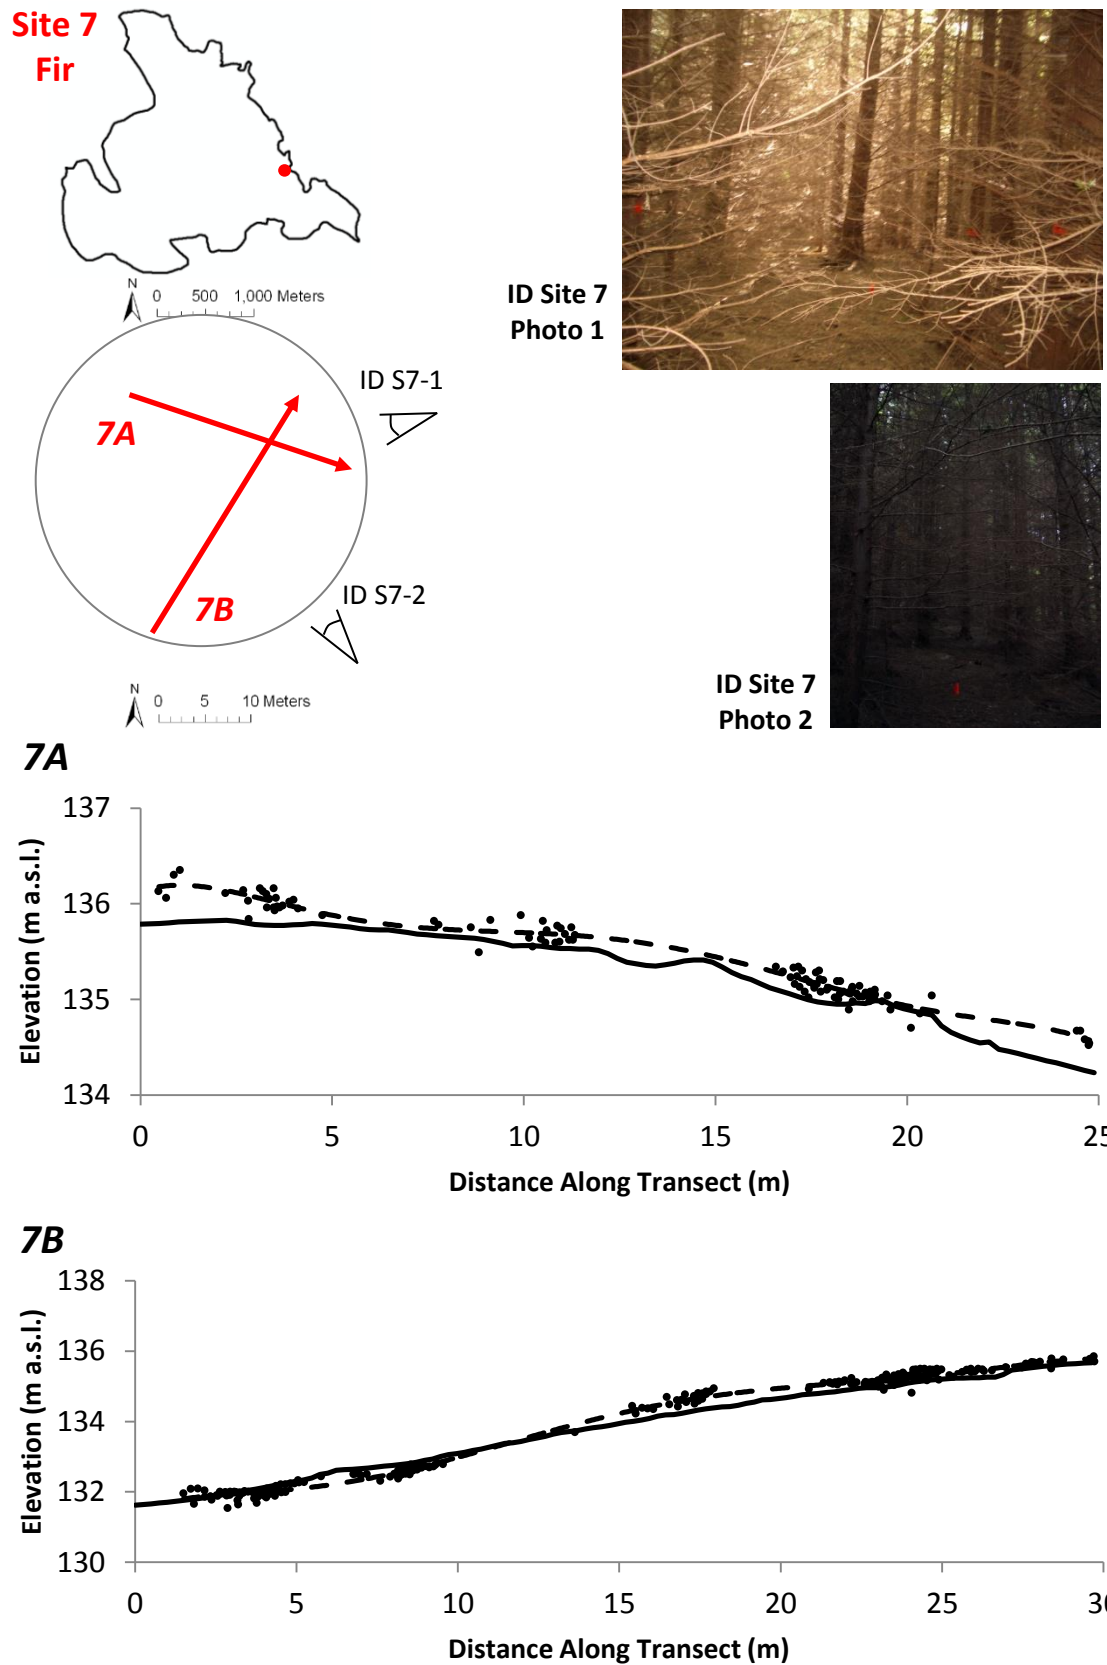 Site 7
Fir
N
0 500 1,000 Meters
ID Site 7
Photo 1
ID S7-1
7A
7B
ID S7-2
N
0 5 10 Meters
ID Site 7
Photo 2
7A
137
136
135
134
Elevation (m a.s.l.)
0 5 10 15 20 25
Distance Along Transect (m)
7B
138
136
134
132
130
Elevation (m a.s.l.)
0 5 10 15 20 25 30
Distance Along Transect (m)